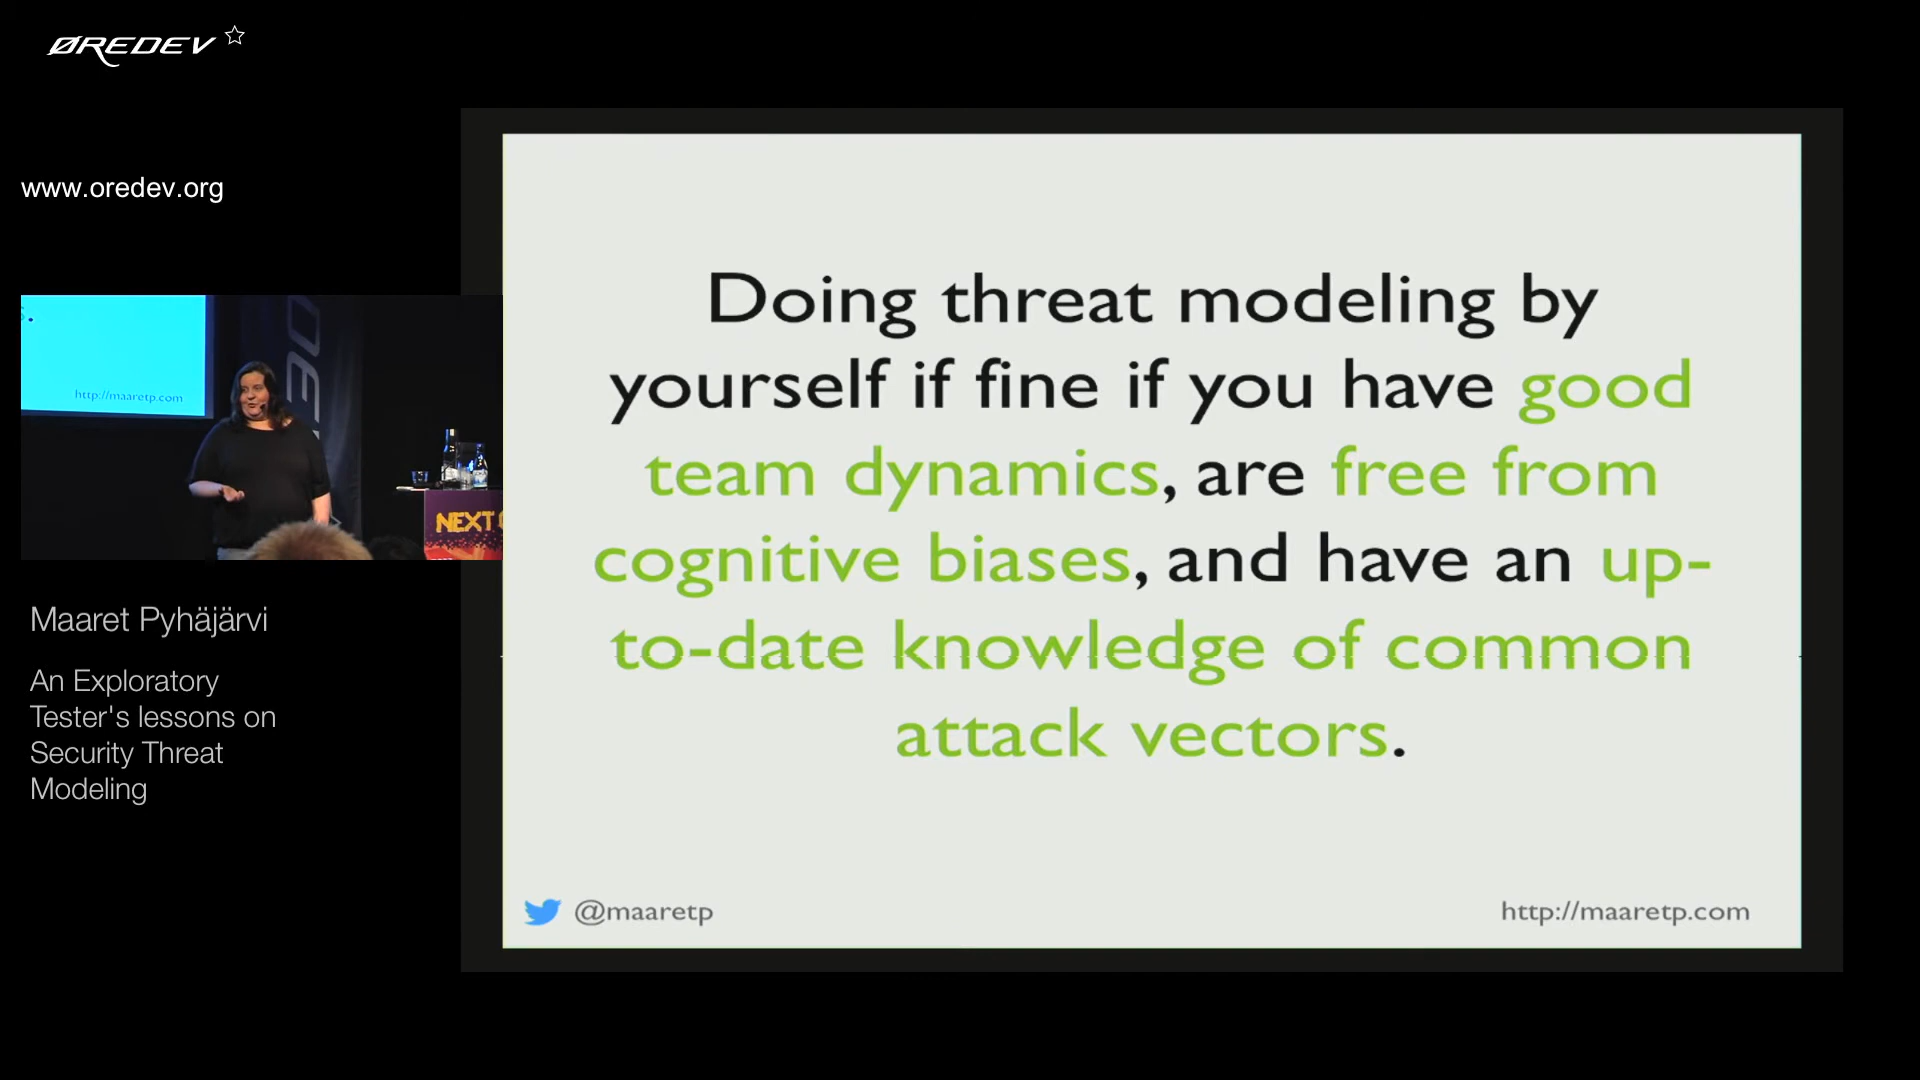 ØREDEV
www.oredev.org
http://maaretp.com
NEXT
Maaret Pyhäjärvi
An Exploratory
Tester's lessons on
Security Threat
Modeling
Doing threat modeling by
yourself if fine if you have good
team dynamics, are free from
cognitive biases, and have an up-
to-date knowledge of common
attack vectors.
@maaretp
http://maaretp.com